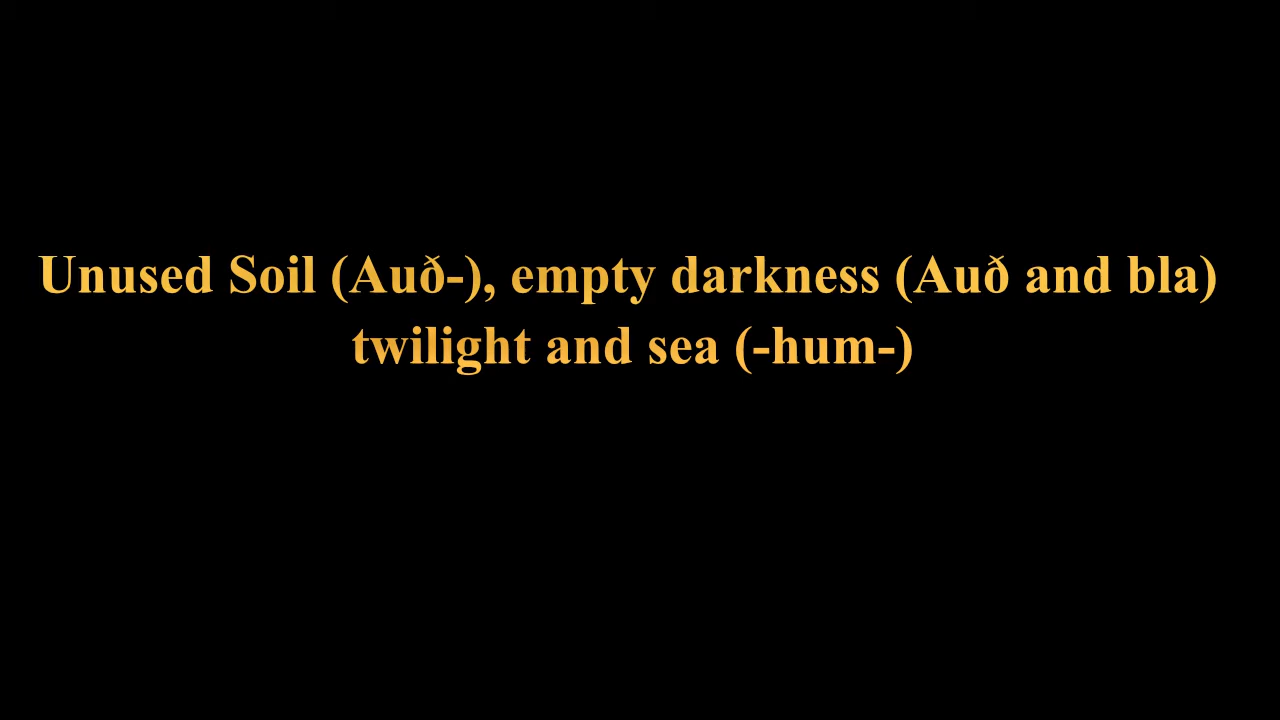 Unused Soil (Auð-), empty darkness (Auð and bla)
twilight and sea (-hum-)